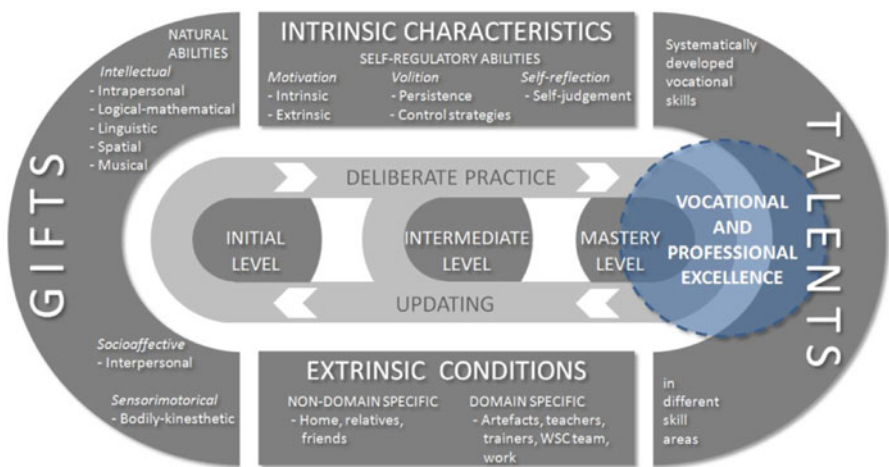 GIFTS
NATURAL
ABILITIES
Intellectual
- Intrapersonal
- Logical-mathematical
- Linguistic
- Spatial
- Musical
Socioaffective
- Interpersonal
Sensorimotorical
- Bodily-kinesthetic
INTRINSIC CHARACTERISTICS
SELF-REGULATORY ABILITIES
Motivation
- Intrinsic
- Extrinsic
Volition
- Persistence
- Control strategies
Self-reflection
- Self-judgement
DELIBERATE PRACTICE
INITIAL
LEVEL
INTERMEDIATE
LEVEL
MASTERY
LEVEL
VOCATIONAL
AND
PROFESSIONAL
EXCELLENCE
UPDATING
EXTRINSIC CONDITIONS
NON-DOMAIN SPECIFIC
- Home, relatives,
friends
DOMAIN SPECIFIC
- Artefacts, teachers,
trainers, WSC team,
work
Systematically
developed
vocational
skills
TALENTS
in
different
skill
areas